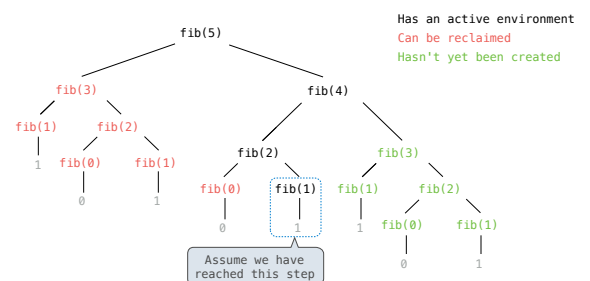 Has an active environment
Can be reclaimed
Hasn't yet been created
fib(5)
fib(3)
fib(4)
fib(1)
fib(2)
fib(2)
fib(3)
1
fib(0)
fib(1)
fib(0)
fib(1)
fib(1)
fib(2)
0
1
0
1
1
fib(0)
fib(1)
Assume we have
reached this step
0
1